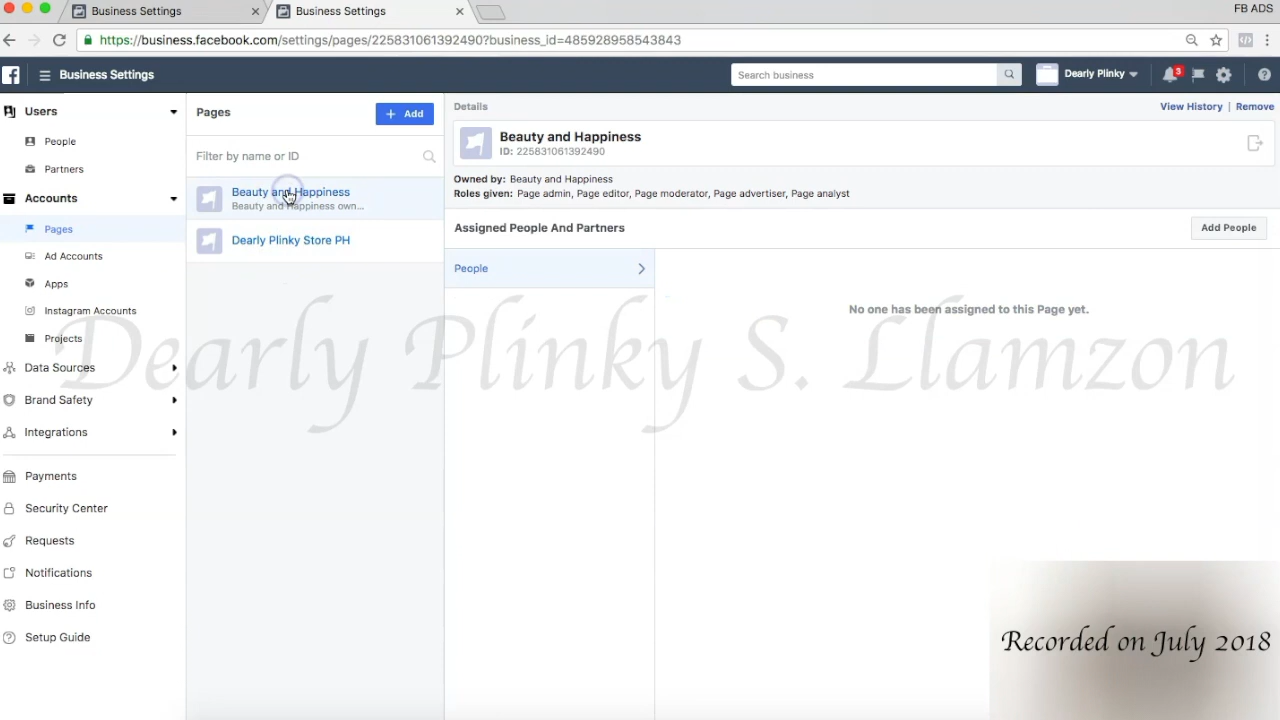 Business Settings
Business Settings
FB ADS
https://business.facebook.com/settings/pages/225831061392490?business_id=485928958543843
Business Settings
Search business
Dearly Plinky
3
Users
People
Partners
Accounts
Pages
Ad Accounts
Apps
Instagram Accounts
Projects
Data Sources
Brand Safety
Integrations
Payments
Security Center
Requests
Notifications
Business Info
Setup Guide
Pages
+ Add
Filter by name or ID
Beauty and Happiness
Beauty and Happiness own...
Dearly Plinky Store PH
Details
View History | Remove
Beauty and Happiness
ID: 225831061392490
Owned by: Beauty and Happiness
Roles given: Page admin, Page editor, Page moderator, Page advertiser, Page analyst
Assigned People And Partners
Add People
People
No one has been assigned to this Page yet.
Dearly Plinky S. Llamzon
Recorded on July 2018